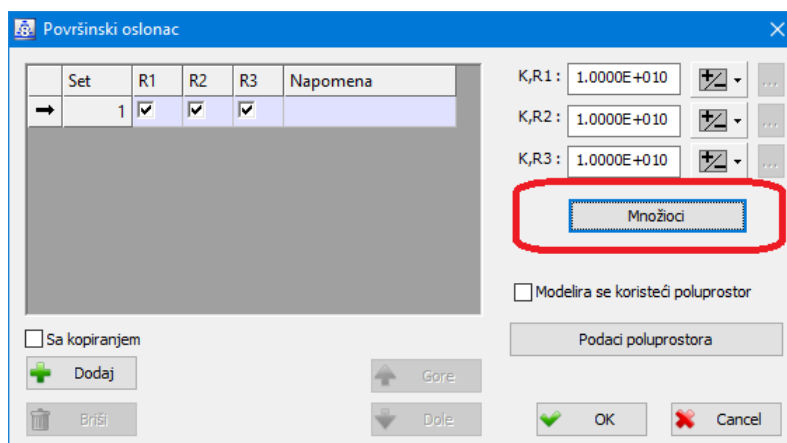 Površinski oslonac
Set R1 R2 R3 Napomena
1
K,R1 : 1.0000E+010 ...
K,R2 : 1.0000E+010 ...
K,R3 : 1.0000E+010 ...
Množioci
Modelira se koristeći poluprostor
Sa kopiranjem
Podaci poluprostora
Dodaj
Gore
Briši
Dole
OK
Cancel